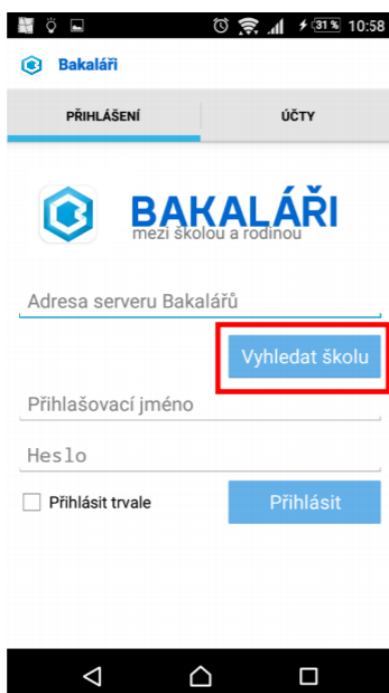 31% 10:58
Bakaláři
PŘIHLÁŠENÍ ÚČTY
BAKALÁŘI
mezi školou a rodinou
Adresa serveru Bakalářů
Vyhledat školu
Přihlašovací jméno
Heslo
Přihlásit trvale Přihlásit